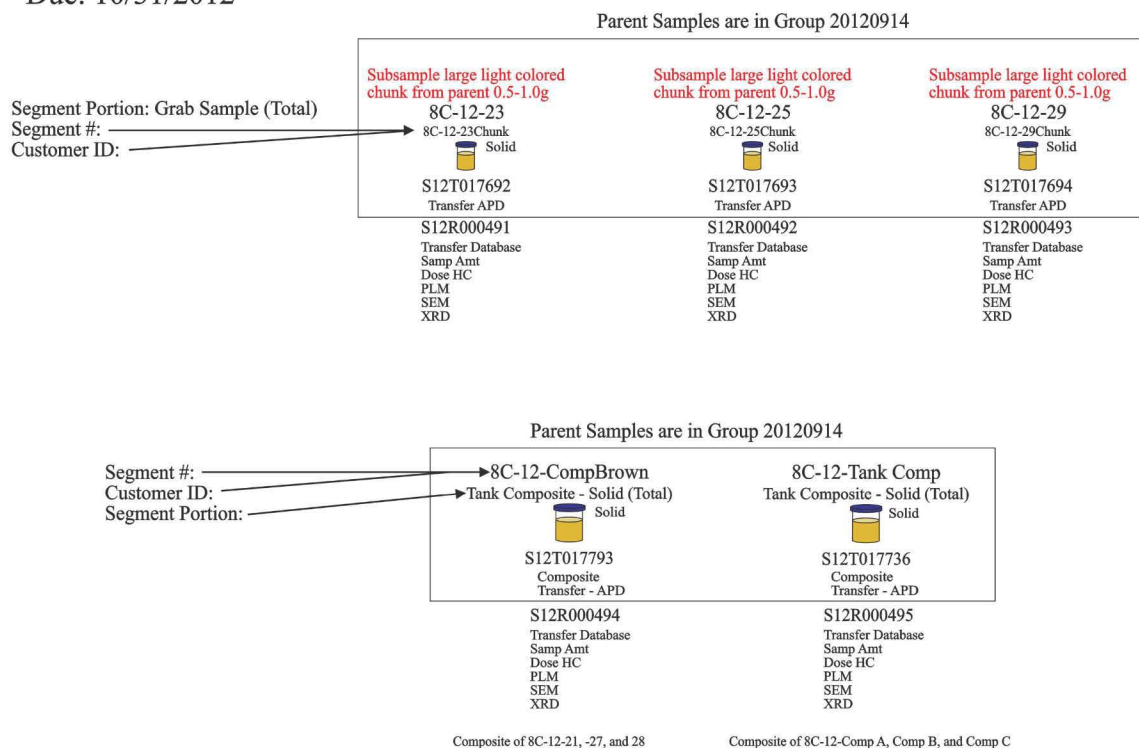 Due: 10/31/2012
Parent Samples are in Group 20120914
Subsample large light colored
chunk from parent 0.5-1.0g
8C-12-23
8C-12-23Chunk
Solid
S12T017692
Transfer APD
S12R000491
Transfer Database
Samp Amt
Dose HC
PLM
SEM
XRD
Subsample large light colored
chunk from parent 0.5-1.0g
8C-12-25
8C-12-25Chunk
Solid
S12T017693
Transfer APD
S12R000492
Transfer Database
Samp Amt
Dose HC
PLM
SEM
XRD
Subsample large light colored
chunk from parent 0.5-1.0g
8C-12-29
8C-12-29Chunk
Solid
S12T017694
Transfer APD
S12R000493
Transfer Database
Samp Amt
Dose HC
PLM
SEM
XRD
Segment Portion: Grab Sample (Total)
Segment #:
Customer ID:
Parent Samples are in Group 20120914
Segment #:
Customer ID:
Segment Portion:
8C-12-CompBrown
Tank Composite - Solid (Total)
Solid
S12T017793
Composite
Transfer - APD
S12R000494
Transfer Database
Samp Amt
Dose HC
PLM
SEM
XRD
Composite of 8C-12-21, -27, and 28
8C-12-Tank Comp
Tank Composite - Solid (Total)
Solid
S12T017736
Composite
Transfer - APD
S12R000495
Transfer Database
Samp Amt
Dose HC
PLM
SEM
XRD
Composite of 8C-12-Comp A, Comp B, and Comp C